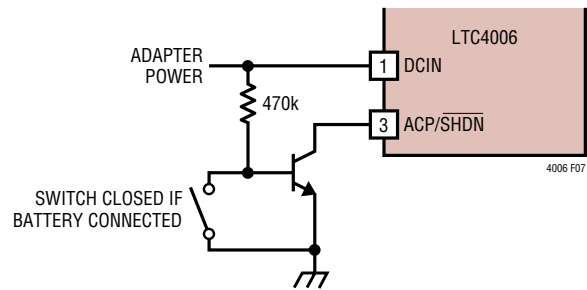 LTC4006
ADAPTER
POWER
1 DCIN
470k
3 ACP/SHDN
4006 F07
SWITCH CLOSED IF
BATTERY CONNECTED